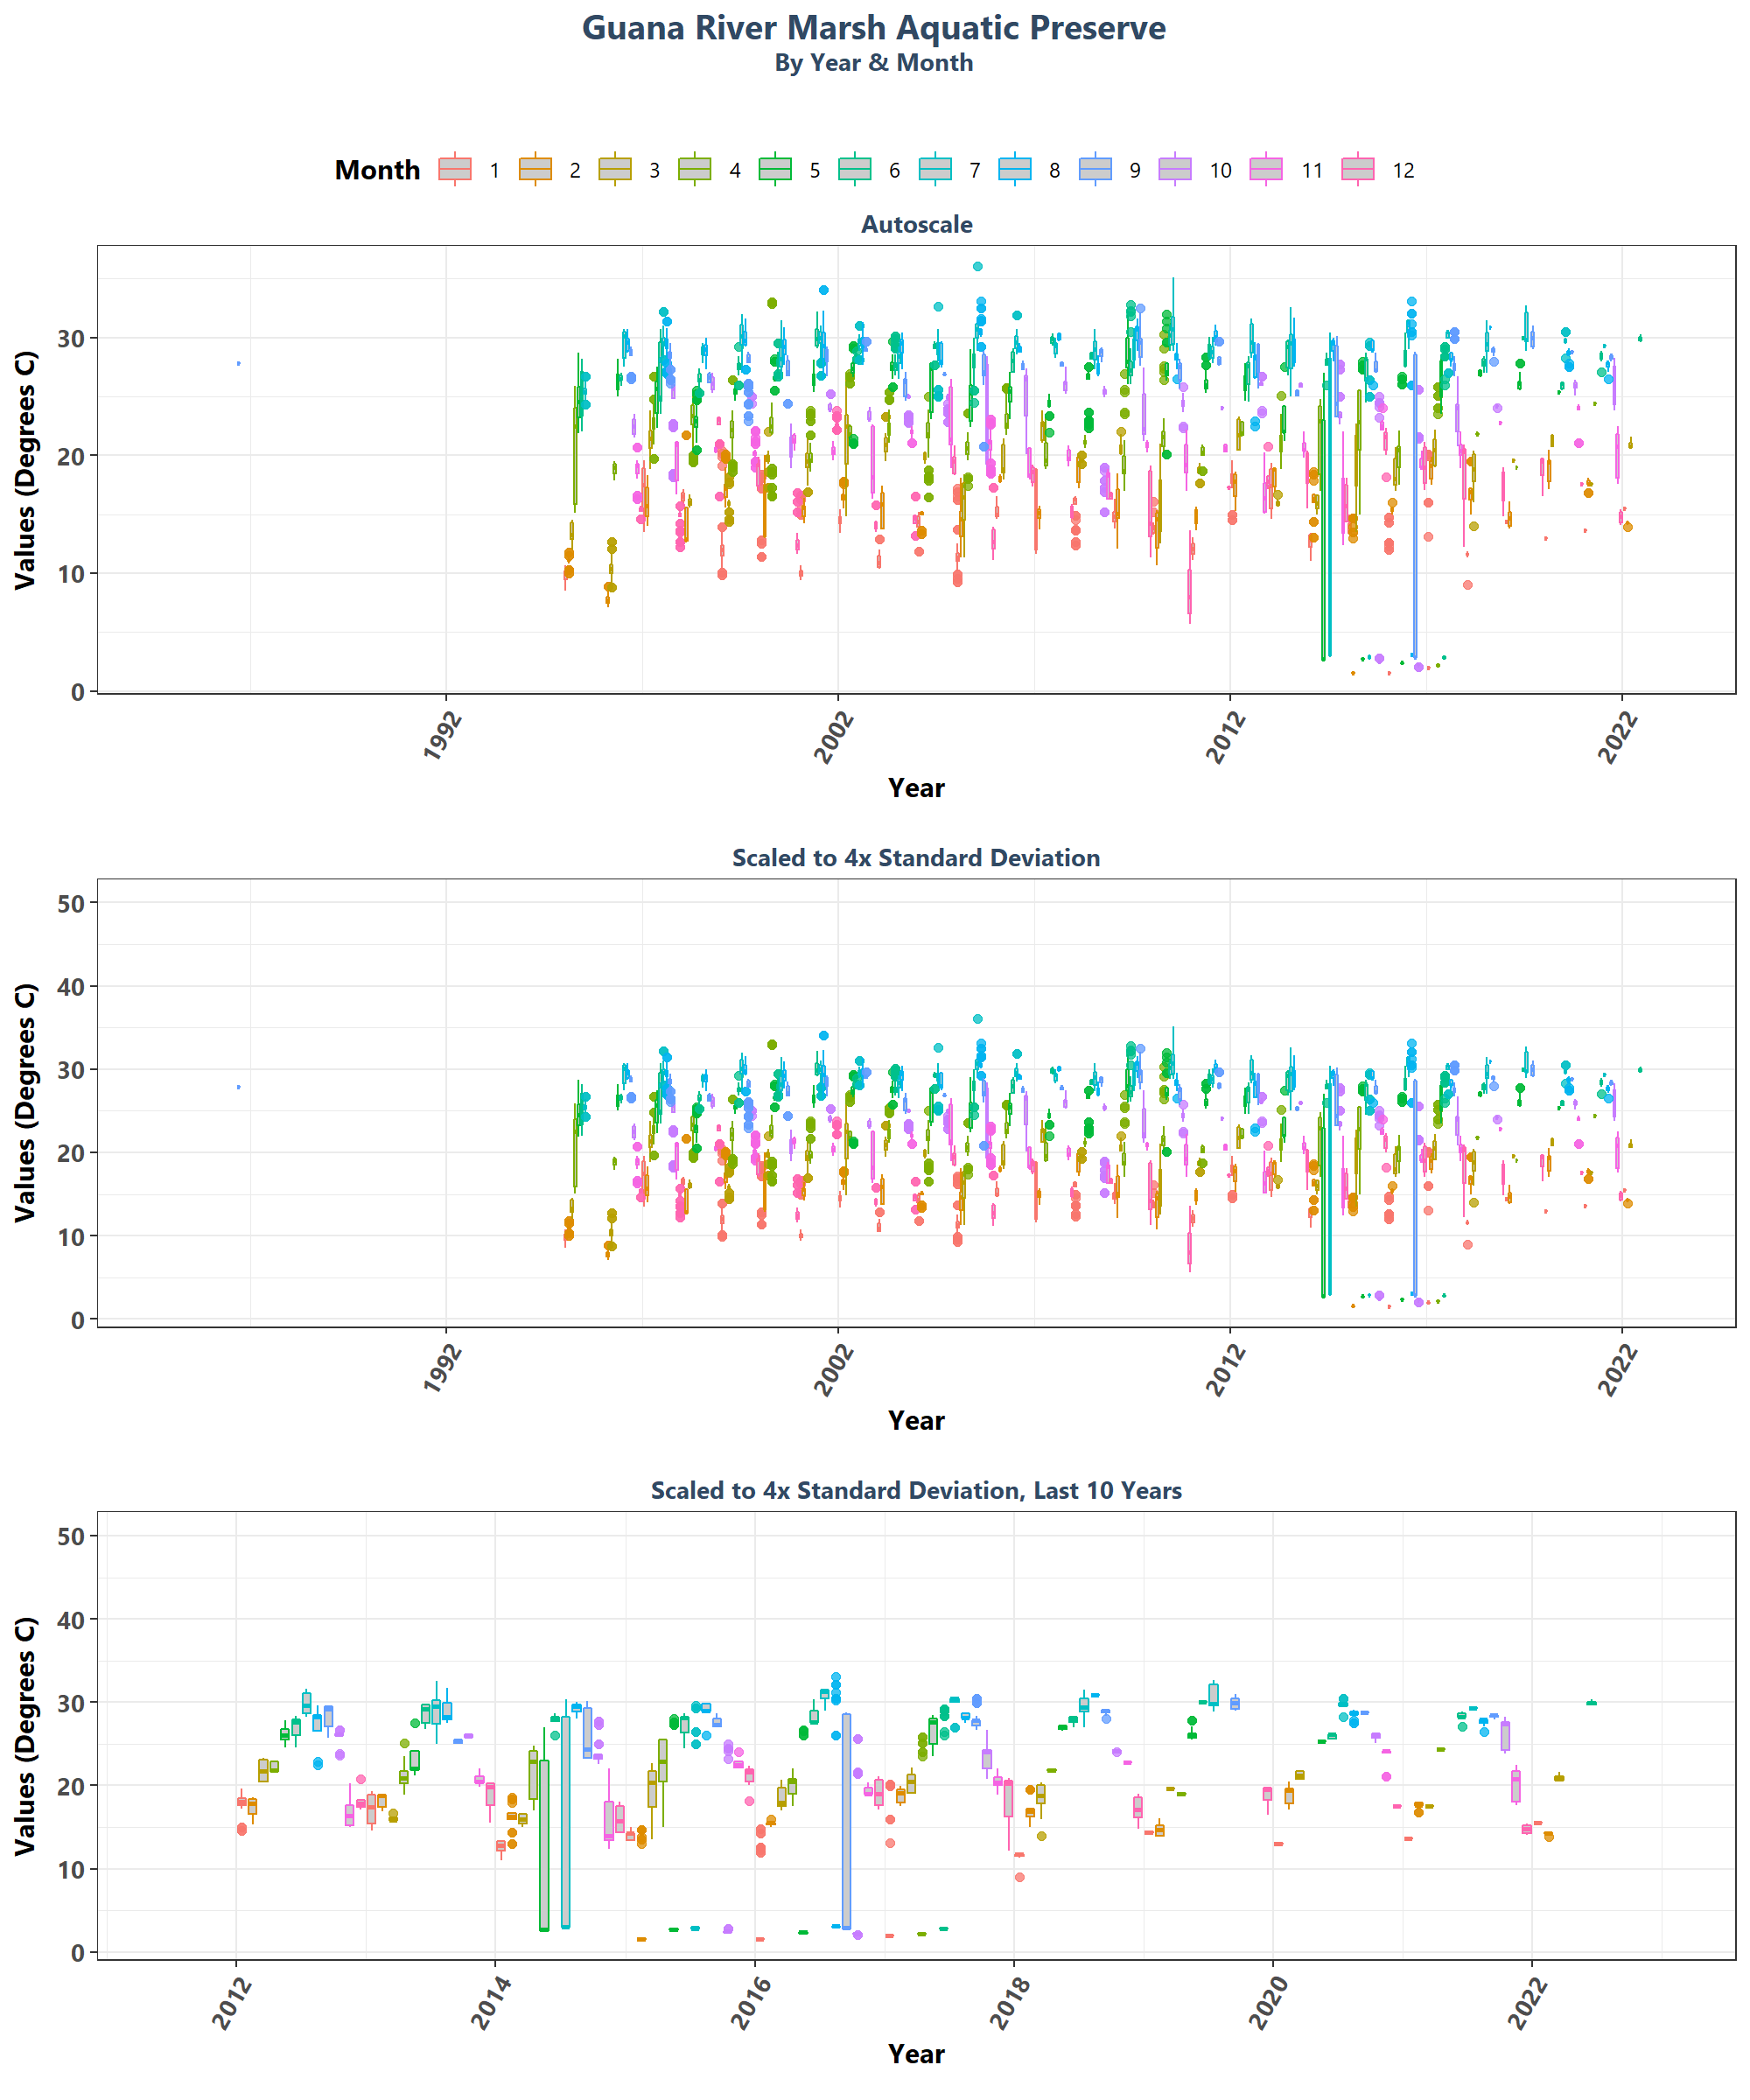 Guana River Marsh Aquatic Preserve
By Year & Month
Month 1 2 3 4 5 6 7 8 9 10 11 12
Autoscale
Values (Degrees C)
30
20
10
0
1992 2002 2012 2022
Year
Scaled to 4x Standard Deviation
Values (Degrees C)
50
40
30
20
10
0
1992 2002 2012 2022
Year
Scaled to 4x Standard Deviation, Last 10 Years
Values (Degrees C)
50
40
30
20
10
0
2012 2014 2016 2018 2020 2022
Year